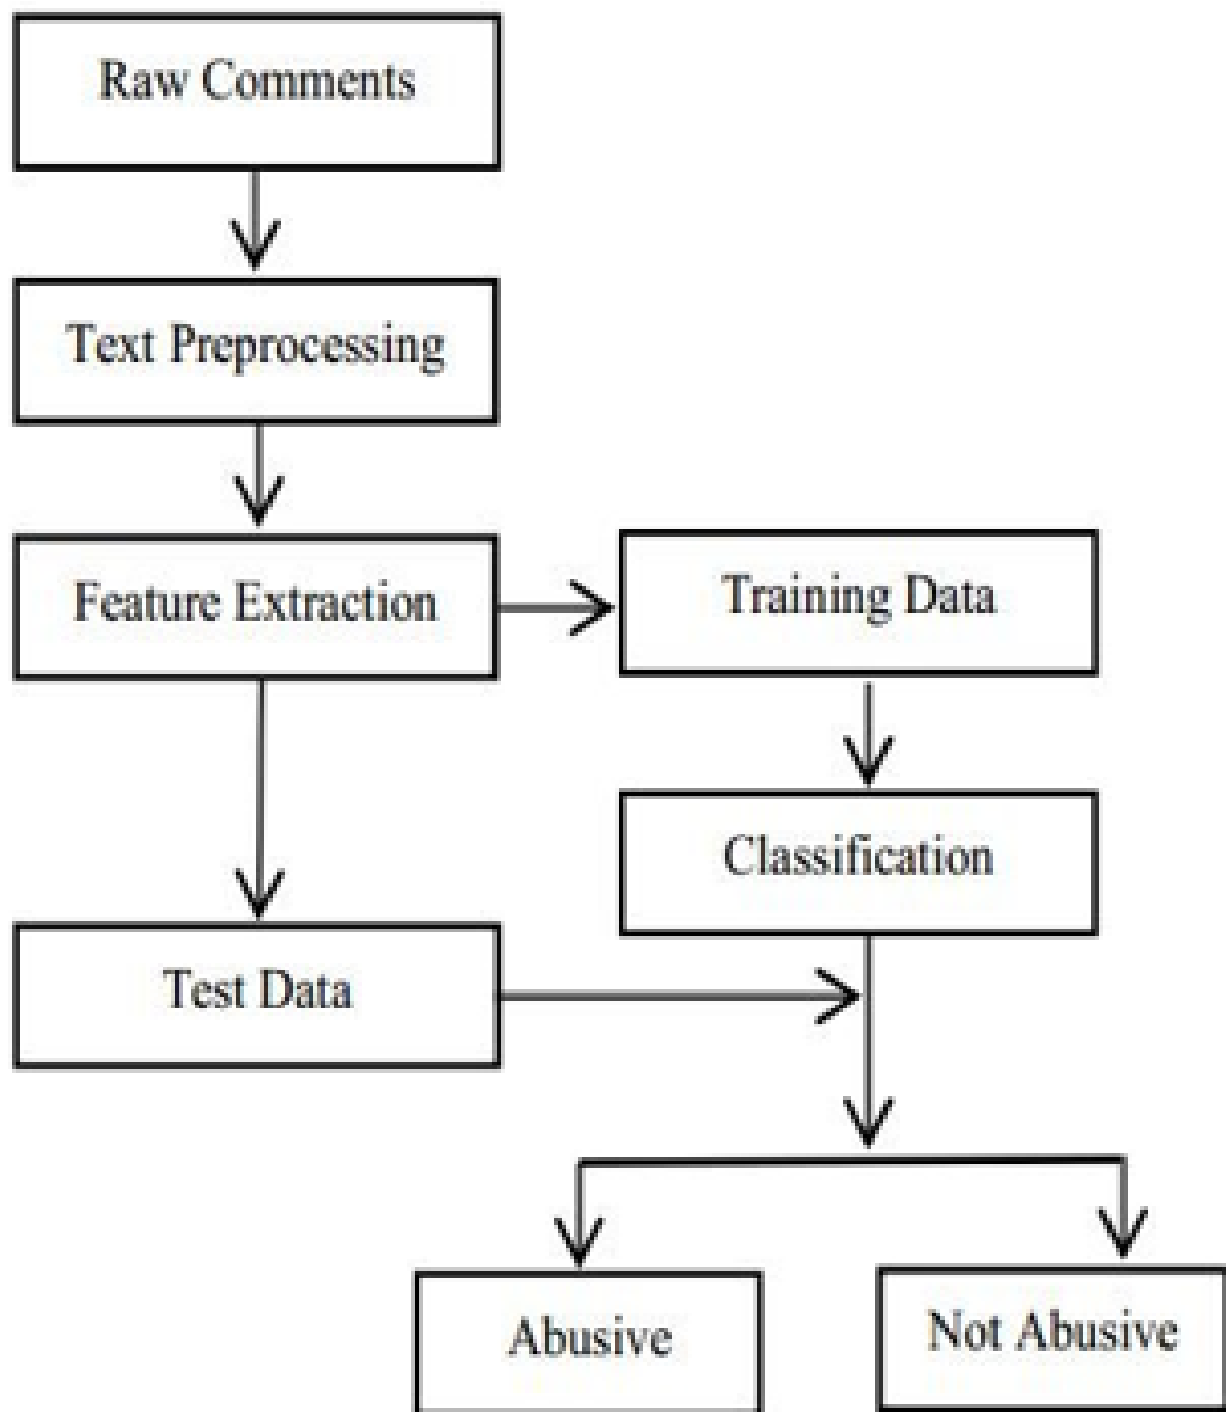 Raw Comments
Text Preprocessing
Feature Extraction
Training Data
Classification
Test Data
Abusive
Not Abusive